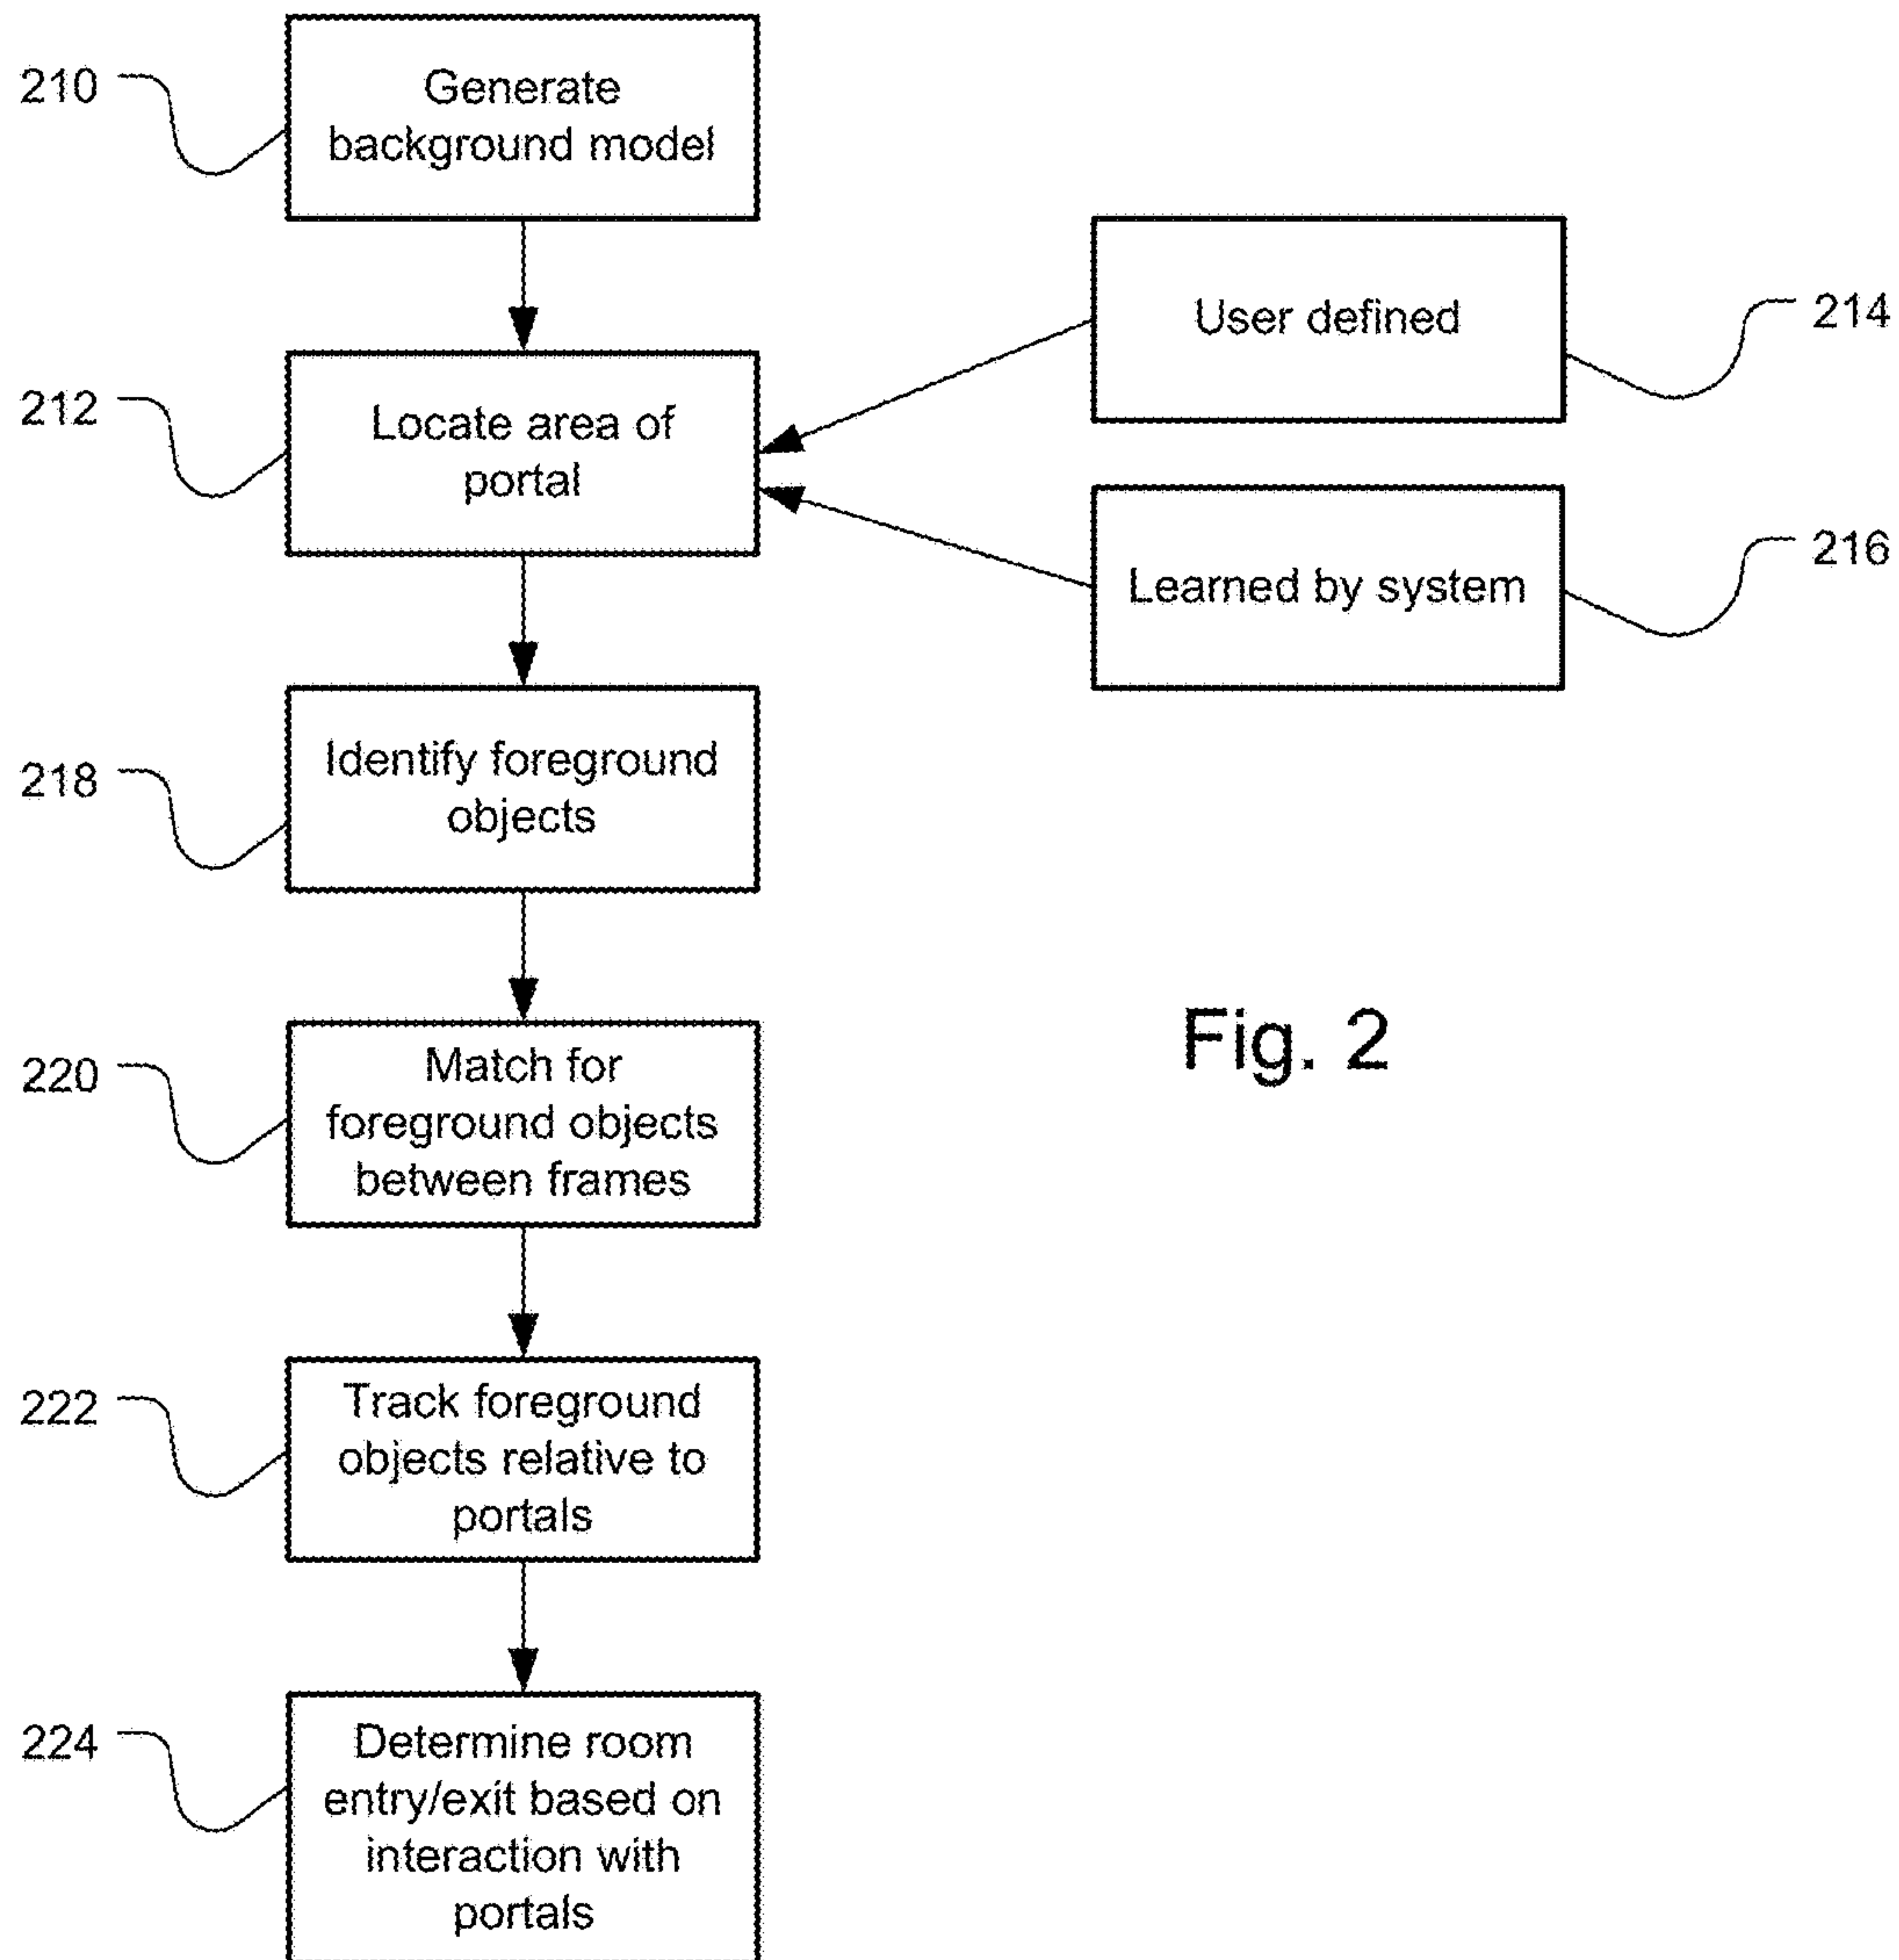 210
Generate
background model
212
Locate area of
portal
User defined
214
Learned by system
216
218
Identify foreground
objects
220
Match for
foreground objects
between frames
Fig. 2
222
Track foreground
objects relative to
portals
224
Determine room
entry/exit based on
interaction with
portals